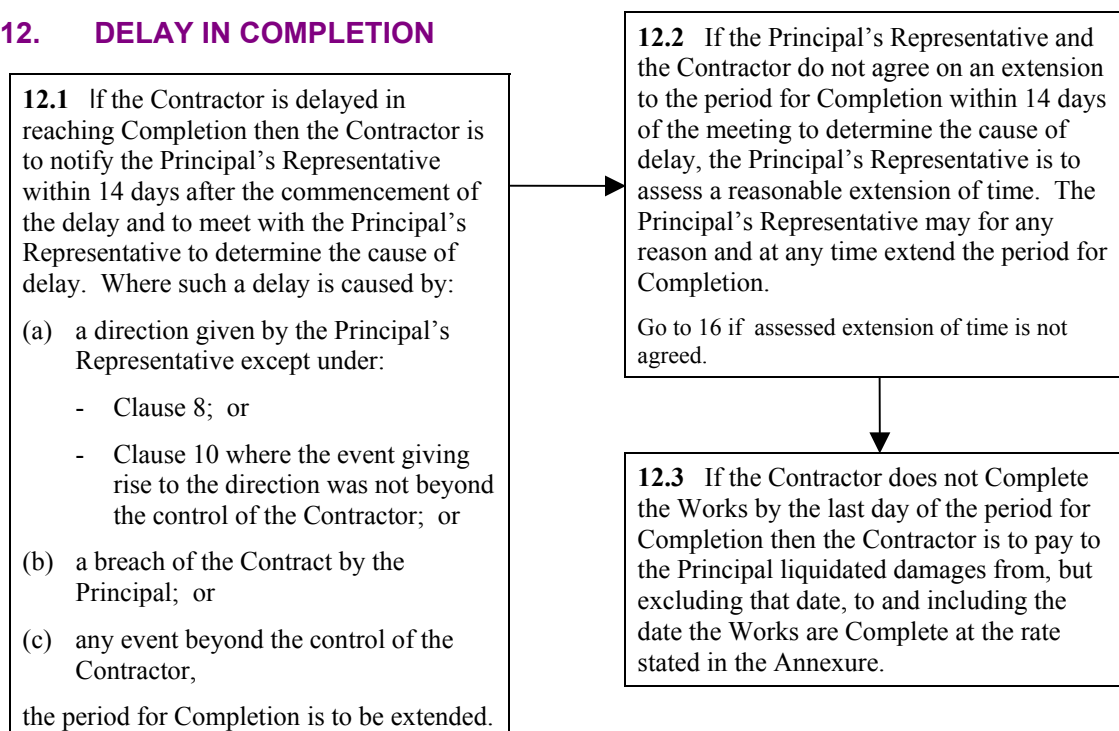 12. DELAY IN COMPLETION
12.1 If the Contractor is delayed in
reaching Completion then the Contractor is
to notify the Principal's Representative
within 14 days after the commencement of
the delay and to meet with the Principal's
Representative to determine the cause of
delay. Where such a delay is caused by:
(a) a direction given by the Principal's
Representative except under:
- Clause 8; or
- Clause 10 where the event giving
rise to the direction was not beyond
the control of the Contractor; or
(b) a breach of the Contract by the
Principal; or
(c) any event beyond the control of the
Contractor,
the period for Completion is to be extended.
12.2 If the Principal's Representative and
the Contractor do not agree on an extension
to the period for Completion within 14 days
of the meeting to determine the cause of
delay, the Principal's Representative is to
assess a reasonable extension of time. The
Principal's Representative may for any
reason and at any time extend the period for
Completion.
Go to 16 if assessed extension of time is not
agreed.
12.3 If the Contractor does not Complete
the Works by the last day of the period for
Completion then the Contractor is to pay to
the Principal liquidated damages from, but
excluding that date, to and including the
date the Works are Complete at the rate
stated in the Annexure.